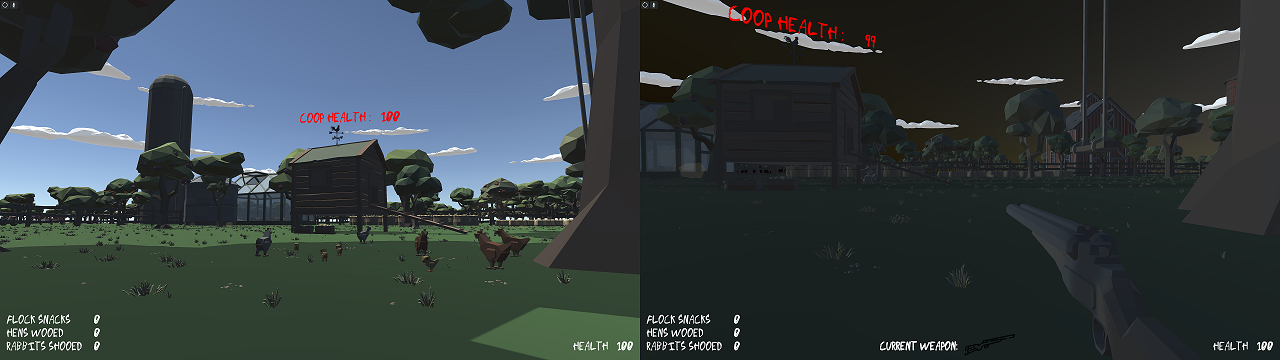 COOP HEALTH: 100
FLOCK SNACKS 0
HENS WOOED 0
RABBITS SHOOED 0
HEALTH 100
COOP HEALTH: 99
FLOCK SNACKS 0
HENS WOOED 0
RABBITS SHOOED 0
CURRENT WEAPON:
HEALTH 100